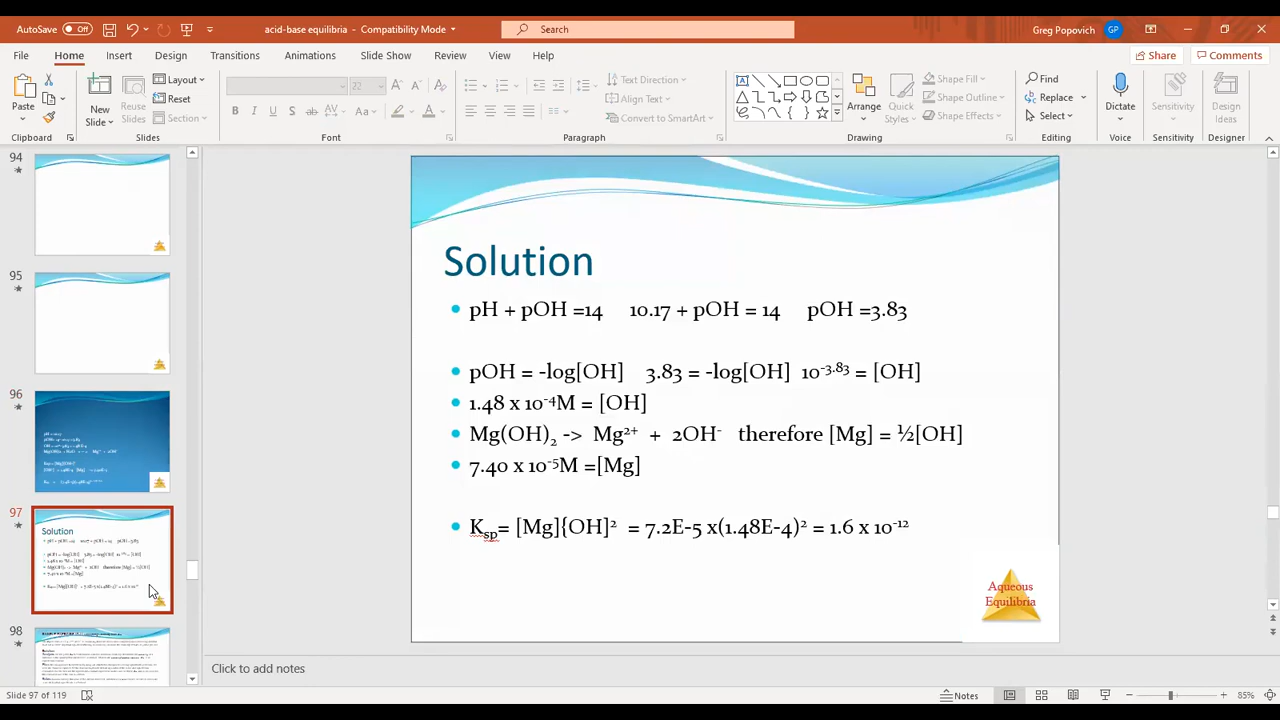 AutoSave Off acid-base equilibria - Compatibility Mode Search Greg Popovich GP
File Home Insert Design Transitions Animations Slide Show Review View Help Share Comments
Paste New Slide Reuse Slides Layout Reset Section 22 B I U S ab AV Aa A Text Direction Align Text Convert to SmartArt Arrange Quick Styles Shape Fill Shape Outline Shape Effects Find Replace Select Dictate Sensitivity Design Ideas
Clipboard Slides Font Paragraph Drawing Editing Voice Sensitivity Designer
94
95
96
97
Solution
98
Solution
• pH + pOH =14 10.17 + pOH = 14 pOH =3.83
• pOH = -log[OH] 3.83 = -log[OH] 10⁻³·⁸³ = [OH]
• 1.48 x 10⁻⁴M = [OH]
• Mg(OH)₂ -> Mg²⁺ + 2OH⁻ therefore [Mg] = ½[OH]
• 7.40 x 10⁻⁵M =[Mg]
• Ksp= [Mg]{OH]² = 7.2E-5 x(1.48E-4)² = 1.6 x 10⁻¹²
Aqueous
Equilibria
Click to add notes
Slide 97 of 119 Notes 85%